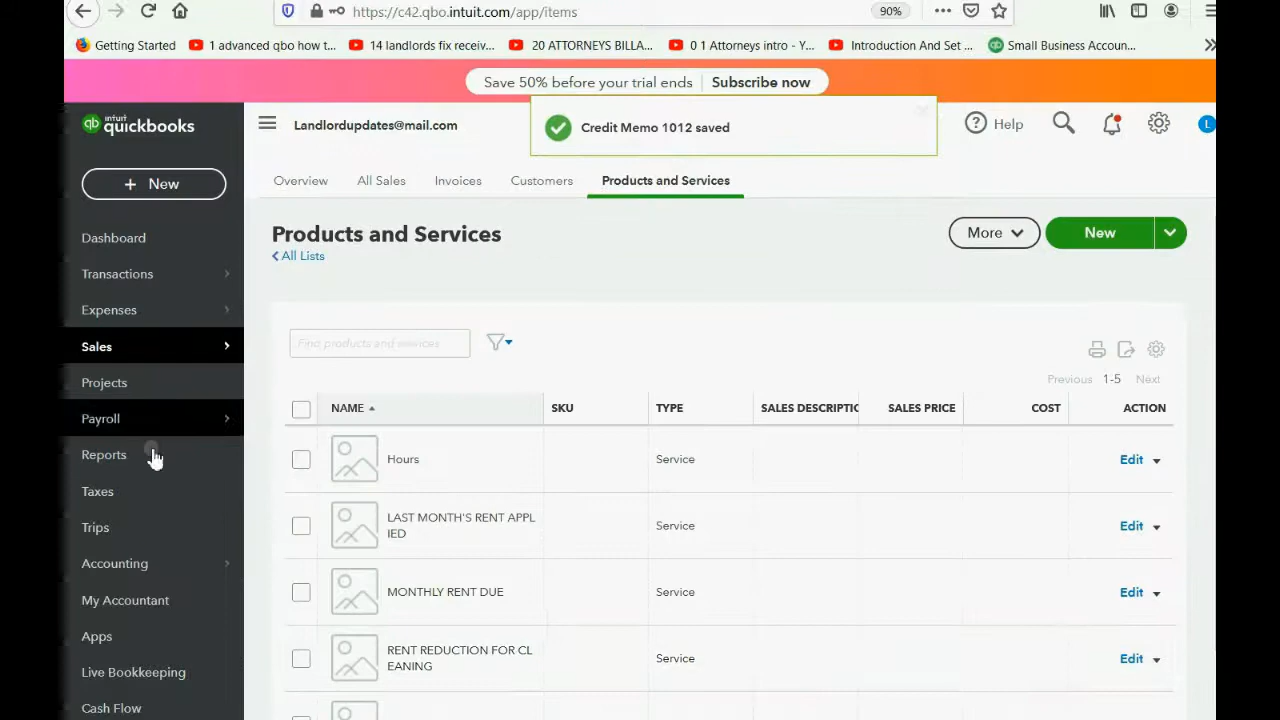 https://c42.qbo.intuit.com/app/items
90%
Getting Started
1 advanced qbo how t...
14 landlords fix receiv...
20 ATTORNEYS BILLA...
0 1 Attorneys intro - Y...
Introduction And Set ...
Small Business Accoun...
Save 50% before your trial ends
Subscribe now
intuit
quickbooks
Landlordupdates@mail.com
Credit Memo 1012 saved
Help
L
+ New
Overview
All Sales
Invoices
Customers
Products and Services
Dashboard
Transactions
Expenses
Sales
Projects
Payroll
Reports
Taxes
Trips
Accounting
My Accountant
Apps
Live Bookkeeping
Cash Flow
Products and Services
All Lists
More
New
Find products and services
Previous 1-5 Next
NAME
SKU
TYPE
SALES DESCRIPTIO
SALES PRICE
COST
ACTION
Hours
Service
Edit
LAST MONTH'S RENT APPL
IED
Service
Edit
MONTHLY RENT DUE
Service
Edit
RENT REDUCTION FOR CL
EANING
Service
Edit